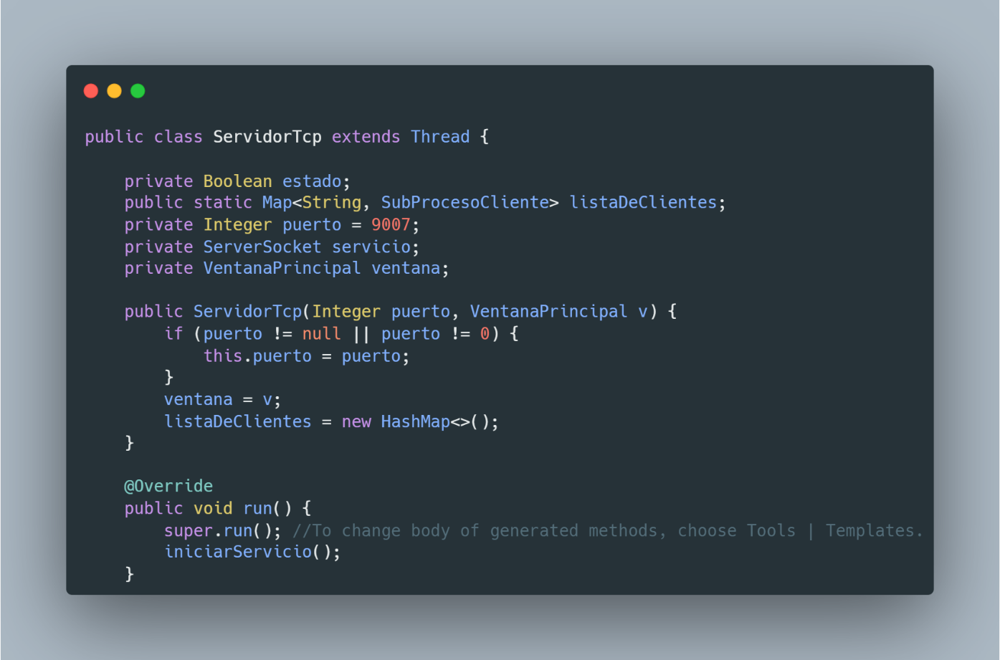 public class ServidorTcp extends Thread {
private Boolean estado;
public static Map<String, SubProcesoCliente> listaDeClientes;
private Integer puerto = 9007;
private ServerSocket servicio;
private VentanaPrincipal ventana;
public ServidorTcp(Integer puerto, VentanaPrincipal v) {
if (puerto != null || puerto != 0) {
this.puerto = puerto;
}
ventana = v;
listaDeClientes = new HashMap<>();
}
@Override
public void run() {
super.run(); //To change body of generated methods, choose Tools | Templates.
iniciarServicio();
}